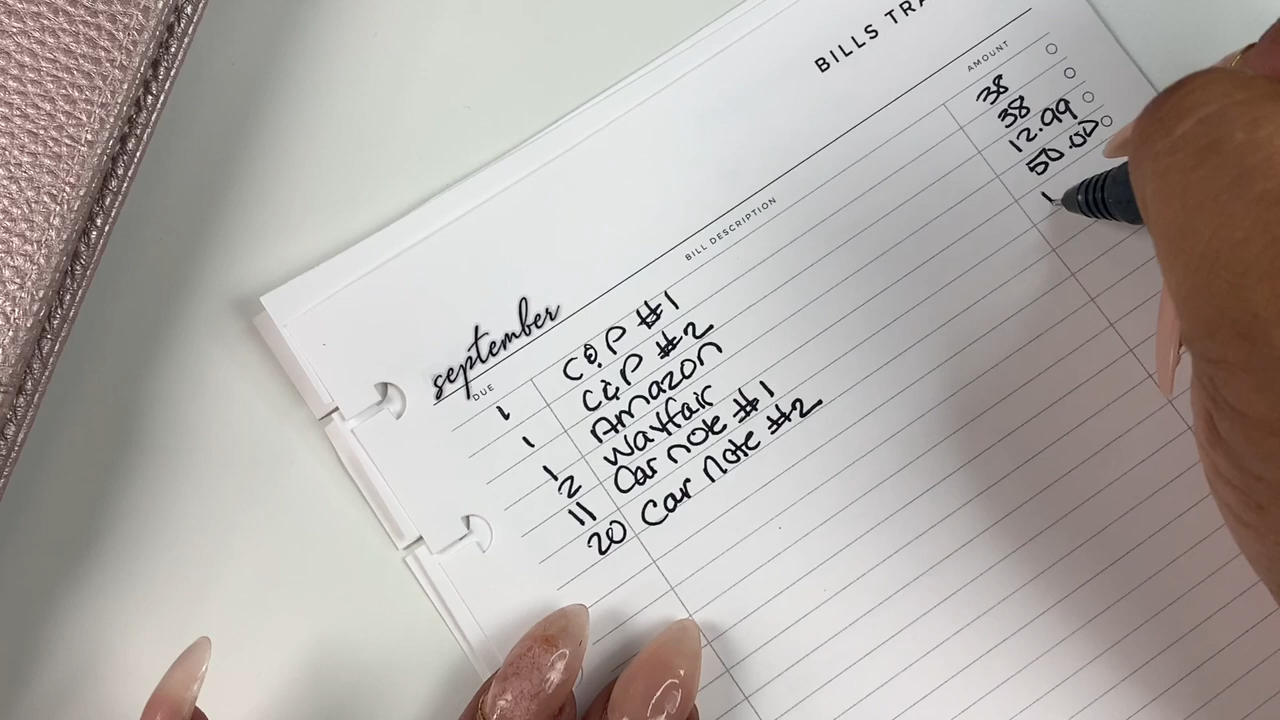 BILLS TRA
september
DUE BILL DESCRIPTION AMOUNT
1 C&P #1 38
1 C&P #2 38
1 Amazon 12.99
2 Wayfair 50.00
11 Car note #1
20 Car note #2